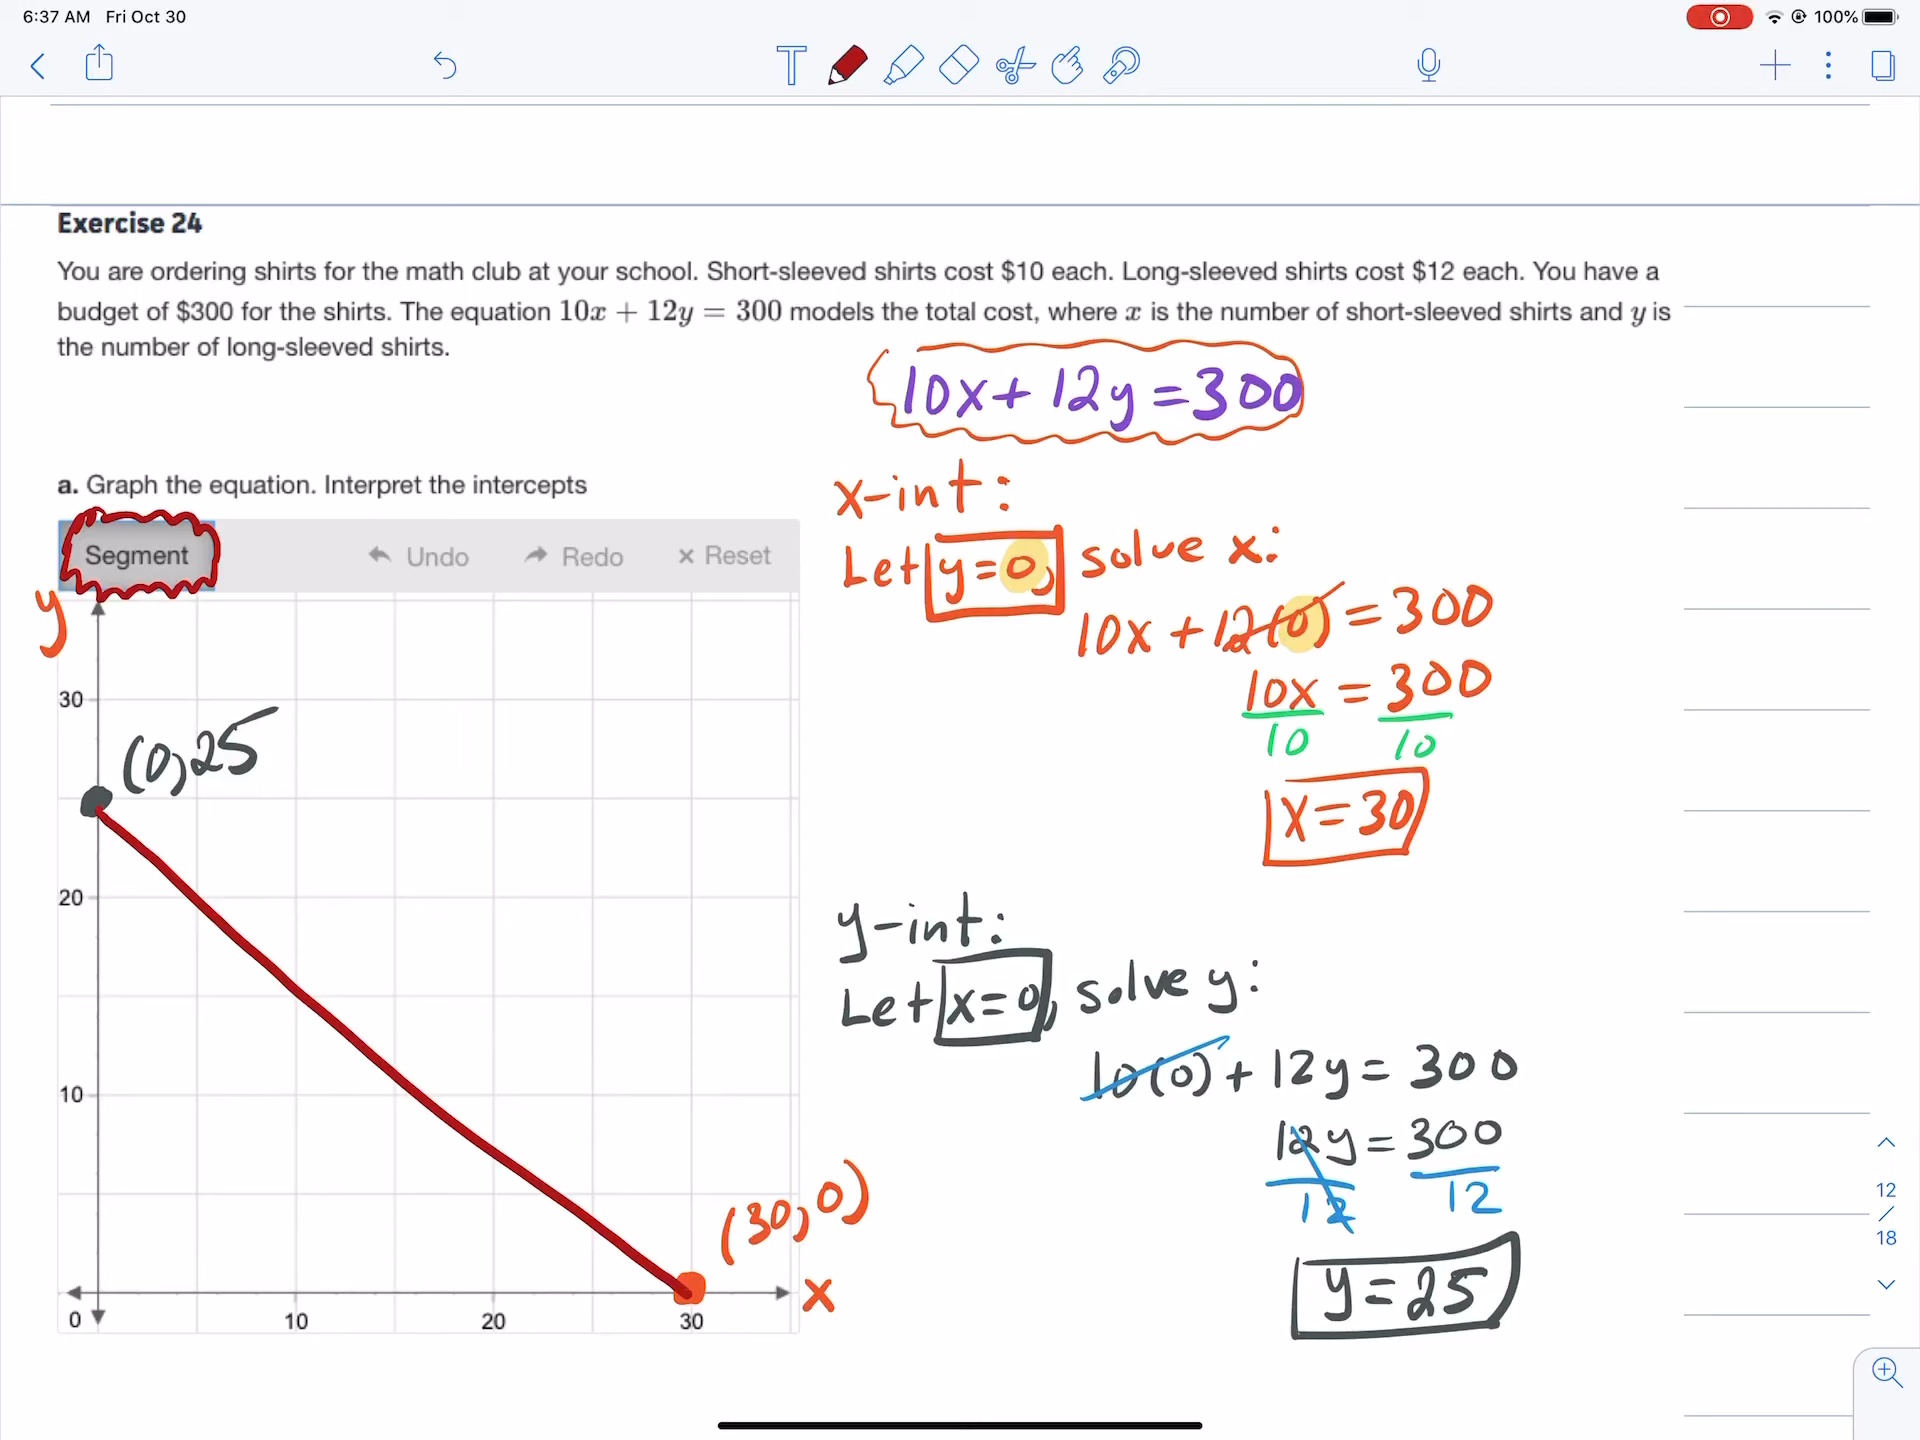 6:37 AM Fri Oct 30
100%
T
Exercise 24
You are ordering shirts for the math club at your school. Short-sleeved shirts cost $10 each. Long-sleeved shirts cost $12 each. You have a
budget of $300 for the shirts. The equation 10x + 12y = 300 models the total cost, where x is the number of short-sleeved shirts and y is
the number of long-sleeved shirts.
10x + 12y = 300
a. Graph the equation. Interpret the intercepts
Segment Undo Redo × Reset
y
30
(0,25
20
10
(30,0)
x
0 10 20 30
x-int:
Let y=0, solve x:
10x + 12(0) = 300
10x = 300
10 10
x = 30
y-int:
Let x=0, solve y:
10(0) + 12y = 300
12y = 300
12 12
y = 25
12
/
18